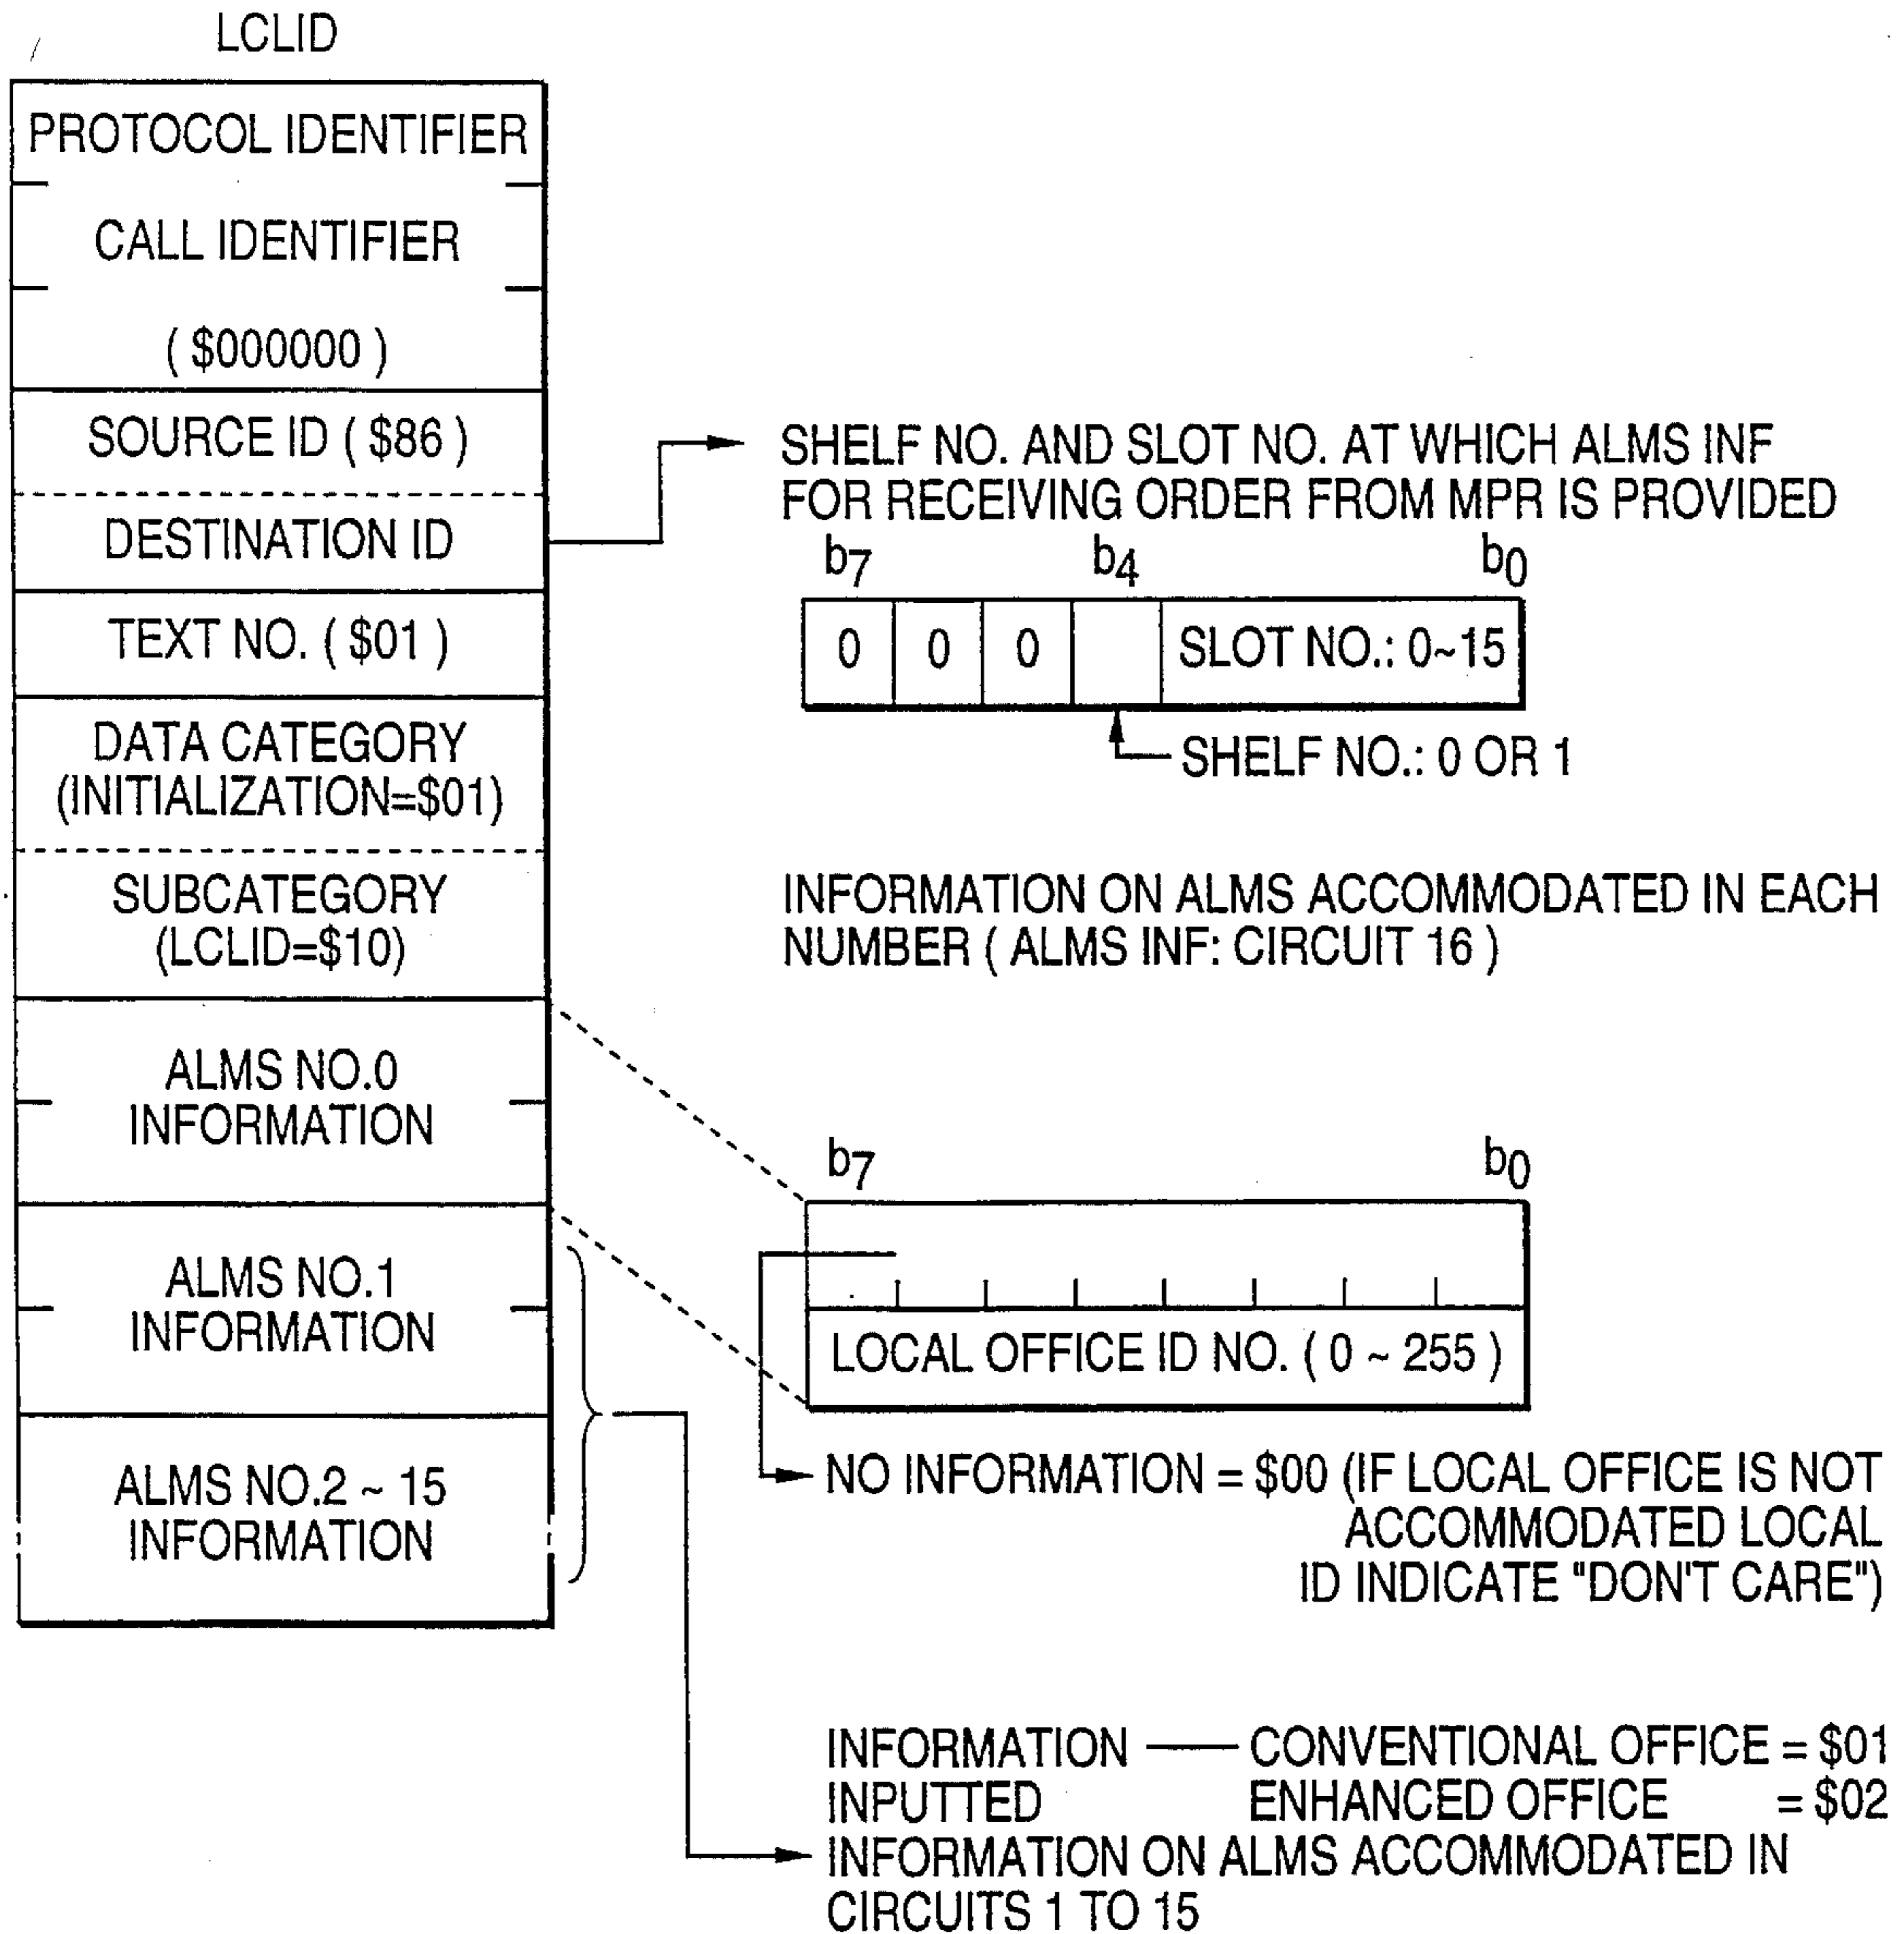 LCLID
PROTOCOL IDENTIFIER
CALL IDENTIFIER
( $000000 )
SOURCE ID ( $86 )
DESTINATION ID
TEXT NO. ( $01 )
DATA CATEGORY
(INITIALIZATION=$01)
SUBCATEGORY
(LCLID=$10)
ALMS NO.0
INFORMATION
ALMS NO.1
INFORMATION
ALMS NO.2 ~ 15
INFORMATION
SHELF NO. AND SLOT NO. AT WHICH ALMS INF
FOR RECEIVING ORDER FROM MPR IS PROVIDED
b7 b4 b0
0 0 0 SLOT NO.: 0~15
SHELF NO.: 0 OR 1
INFORMATION ON ALMS ACCOMMODATED IN EACH
NUMBER ( ALMS INF: CIRCUIT 16 )
b7 b0
LOCAL OFFICE ID NO. ( 0 ~ 255 )
NO INFORMATION = $00 (IF LOCAL OFFICE IS NOT
ACCOMMODATED LOCAL
ID INDICATE "DON'T CARE")
INFORMATION CONVENTIONAL OFFICE = $01
INPUTTED ENHANCED OFFICE = $02
INFORMATION ON ALMS ACCOMMODATED IN
CIRCUITS 1 TO 15